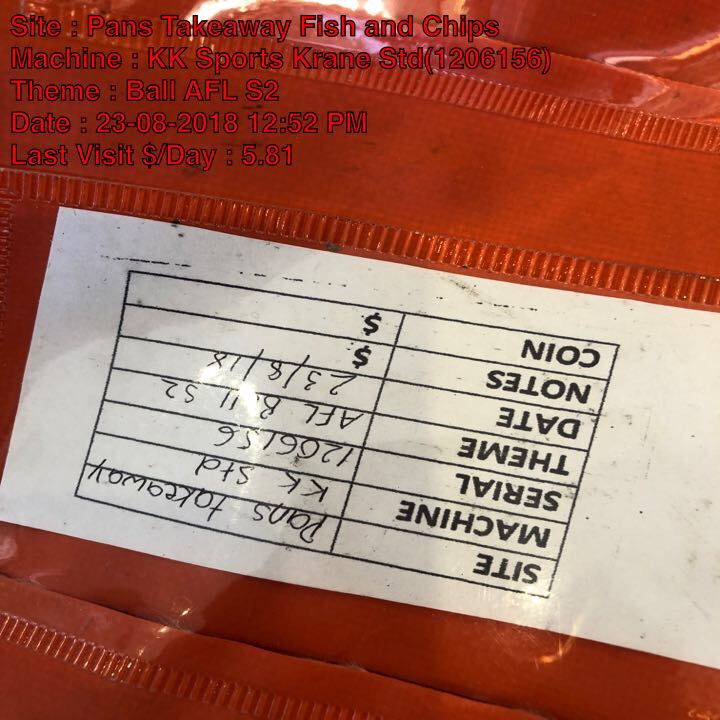 Site : Pans Takeaway Fish and Chips
Machine : KK Sports Krane Std(1206156)
Theme : Ball AFL S2
Date : 23-08-2018 12:52 PM
Last Visit $/Day : 5.81
SITE Pans takeaway
MACHINE KK Std
SERIAL 1206156
THEME AFL Ball S2
DATE 23/8/18
NOTES $
COIN $